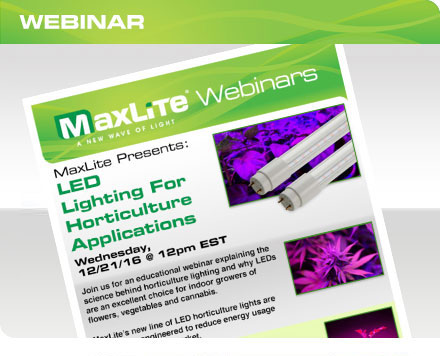 WEBINAR
MaxLite® Webinars
A NEW WAVE OF LIGHT
MaxLite Presents:
LED
Lighting For
Horticulture
Applications
Wednesday,
12/21/16 @ 12pm EST
Join us for an educational webinar explaining the
science behind horticulture lighting and why LEDs
are an excellent choice for indoor growers of
flowers, vegetables and cannabis.
MaxLite's new line of LED horticulture lights are
engineered to reduce energy usage